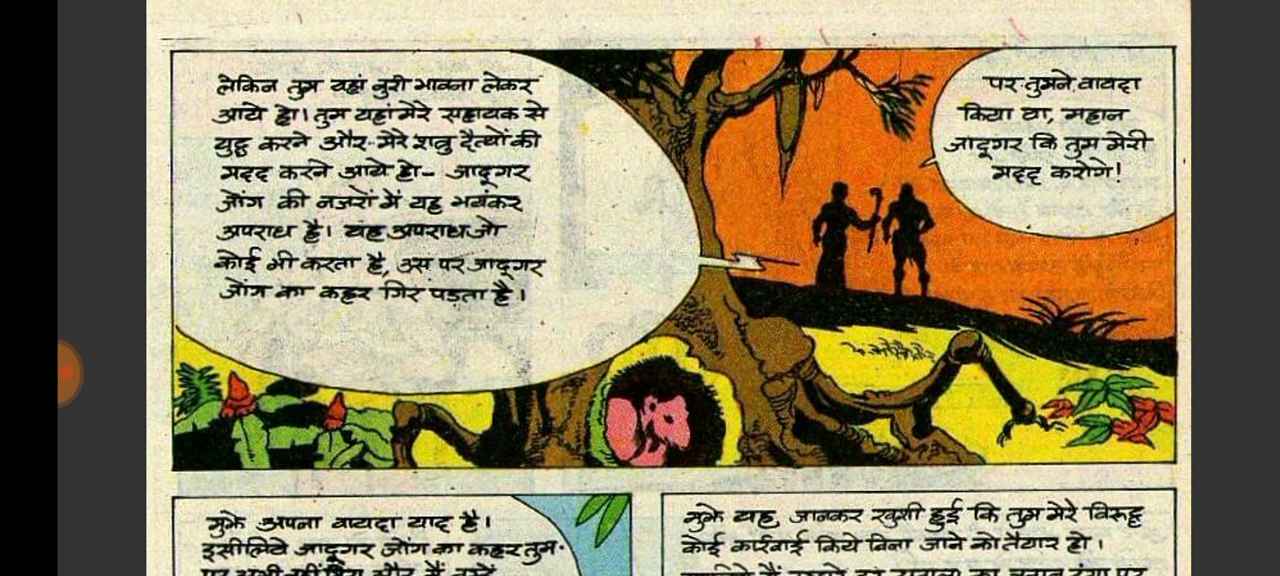 लेकिन तुम यहां बुरी भावना लेकर
आये हो। तुम यहां मेरे सहायक से
युद्ध करने और मेरे शत्रु दैत्यों की
मदद करने आये हो- जादूगर
जोंग की नजरों में यह भयंकर
अपराध है। यह अपराध जो
कोई भी करता है, उस पर जादूगर
जोंग का कहर गिर पड़ता है।
पर तुमने वायदा
किया था, महान
जादूगर कि तुम मेरी
मदद करोगे!
मुझे अपना वायदा याद है।
इसीलिये जादूगर जोंग का कहर तुम-
मुझे यह जानकर खुशी हुई कि तुम मेरे विरुद्ध
कोई कार्रवाई किये बिना जाने को तैयार हो।